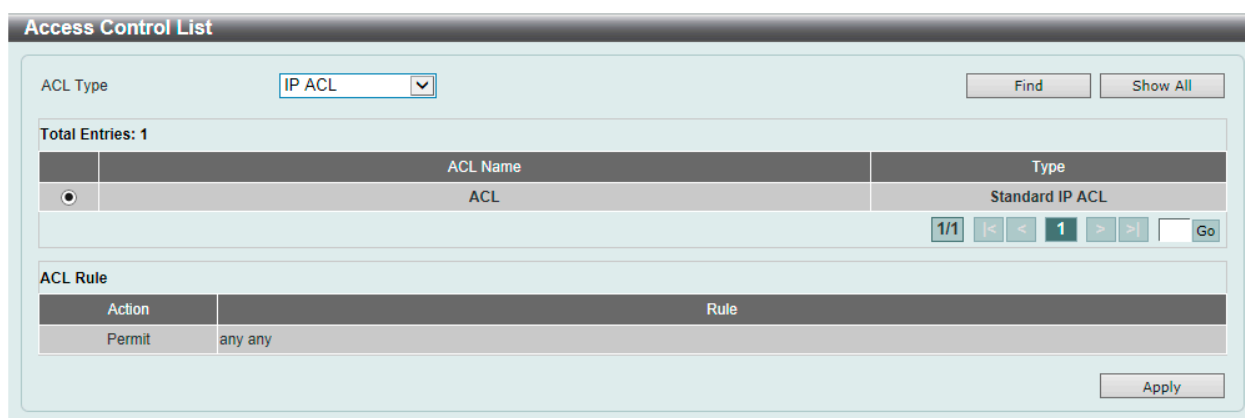 Access Control List
ACL Type IP ACL Find Show All
Total Entries: 1
ACL Name Type
ACL Standard IP ACL
1/1 |< < 1 > >| Go
ACL Rule
Action Rule
Permit any any
Apply